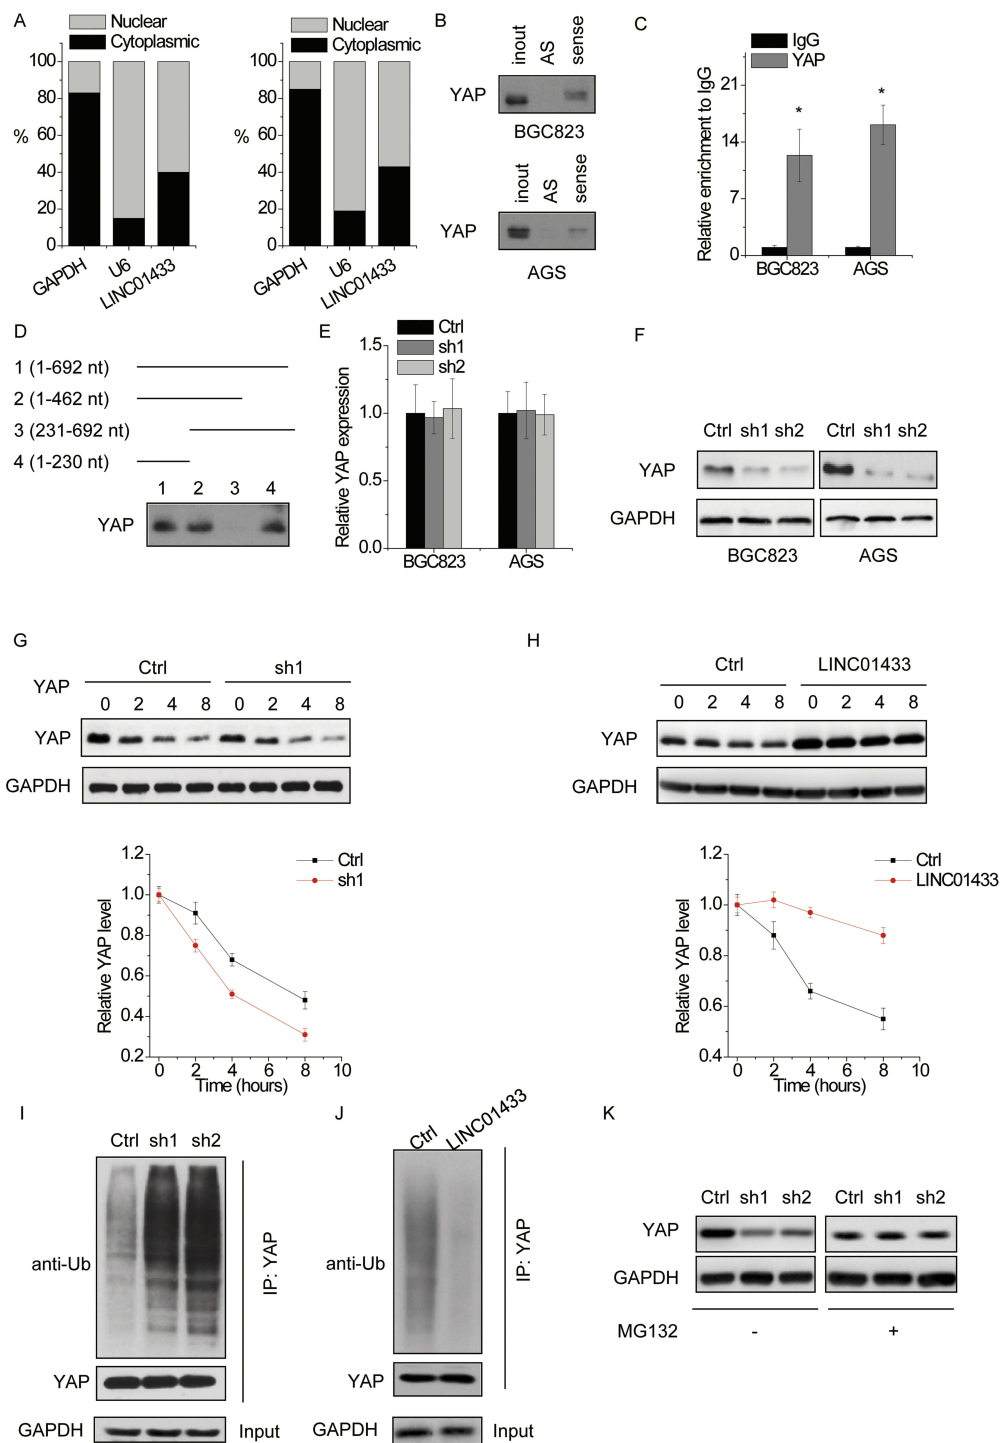 A
Nuclear
Cytoplasmic
100
80
60
%
40
20
0
GAPDH
U6
LINC01433
Nuclear
Cytoplasmic
100
80
60
%
40
20
0
GAPDH
U6
LINC01433
B
inout
AS
sense
YAP
BGC823
inout
AS
sense
YAP
AGS
C
IgG
YAP
Relative enrichment to IgG
21
14
7
0
*
*
BGC823
AGS
D
1 (1-692 nt)
2 (1-462 nt)
3 (231-692 nt)
4 (1-230 nt)
1 2 3 4
YAP
E
Ctrl
sh1
sh2
Relative YAP expression
1.5
1.0
0.5
0.0
BGC823
AGS
F
Ctrl sh1 sh2
Ctrl sh1 sh2
YAP
GAPDH
BGC823
AGS
G
Ctrl
sh1
YAP
0 2 4 8 0 2 4 8
YAP
GAPDH
Ctrl
sh1
Relative YAP level
1.2
1.0
0.8
0.6
0.4
0.2
0 2 4 6 8 10
Time (hours)
H
Ctrl
LINC01433
0 2 4 8 0 2 4 8
YAP
GAPDH
Ctrl
LINC01433
Relative YAP level
1.2
1.0
0.8
0.6
0.4
0 2 4 6 8 10
Time (hours)
I
Ctrl sh1 sh2
anti-Ub
IP: YAP
YAP
GAPDH
Input
J
Ctrl
LINC01433
anti-Ub
IP: YAP
YAP
GAPDH
Input
K
Ctrl sh1 sh2
Ctrl sh1 sh2
YAP
GAPDH
MG132
-
+